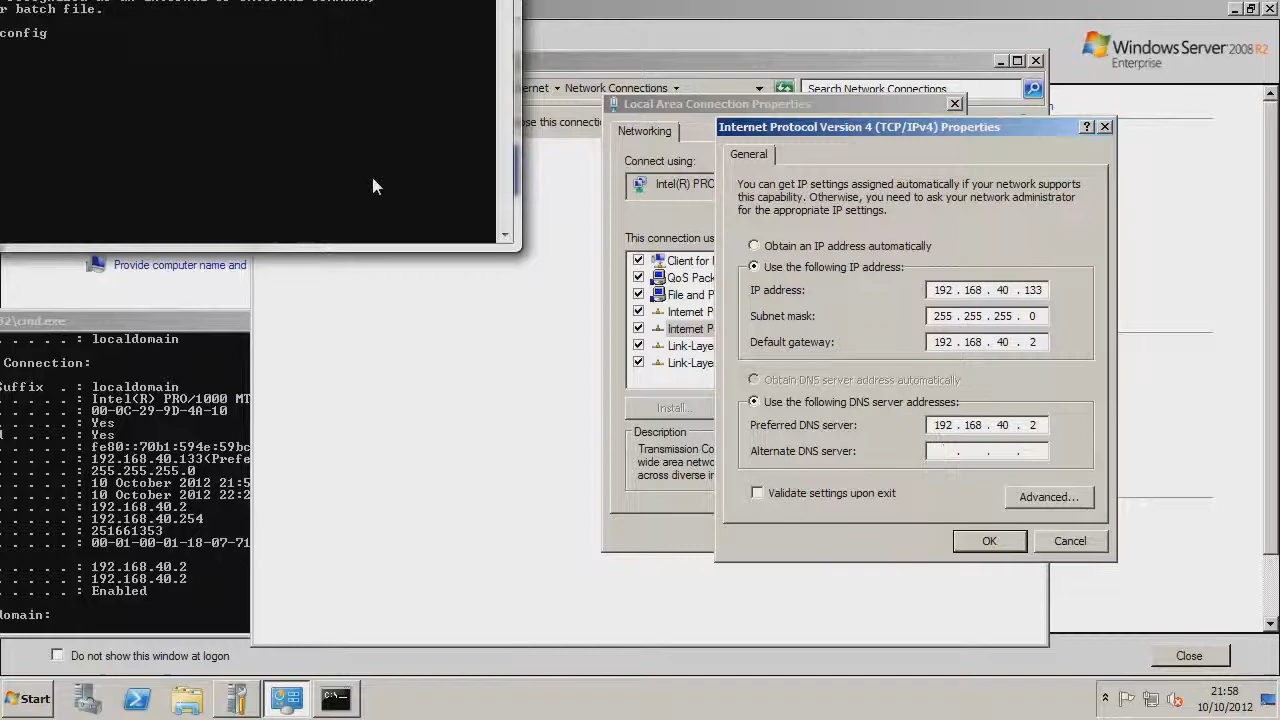 r batch file.
config
Windows Server 2008 R2
Enterprise
ernet
Network Connections
Search Network Connections
Local Area Connection Properties
Networking
Connect using:
Intel(R) PRO
This connection us
Client for
QoS Pack
File and P
Internet P
Internet P
Link-Laye
Link-Laye
Install...
Description
Transmission Co
wide area netwo
across diverse in
Internet Protocol Version 4 (TCP/IPv4) Properties
General
You can get IP settings assigned automatically if your network supports
this capability. Otherwise, you need to ask your network administrator
for the appropriate IP settings.
Obtain an IP address automatically
Use the following IP address:
IP address: 192 . 168 . 40 . 133
Subnet mask: 255 . 255 . 255 . 0
Default gateway: 192 . 168 . 40 . 2
Obtain DNS server address automatically
Use the following DNS server addresses:
Preferred DNS server: 192 . 168 . 40 . 2
Alternate DNS server: . . .
Validate settings upon exit
Advanced...
OK
Cancel
Provide computer name and
32\cmd.exe
. . . . . : localdomain
Connection:
Suffix . : localdomain
. . . . . : Intel(R) PRO/1000 MT
. . . . . : 00-0C-29-9D-4A-10
. . . . . : Yes
. . . . . : Yes
. . . . . : fe80::70b1:594e:59bc
. . . . . : 192.168.40.133(Prefe
. . . . . : 255.255.255.0
. . . . . : 10 October 2012 21:5
. . . . . : 10 October 2012 22:2
. . . . . : 192.168.40.2
. . . . . : 192.168.40.254
. . . . . : 251661353
. . . . . : 00-01-00-01-18-07-71
. . . . . : 192.168.40.2
. . . . . : 192.168.40.2
. . . . . : Enabled
domain:
Do not show this window at logon
Close
Start
21:58
10/10/2012